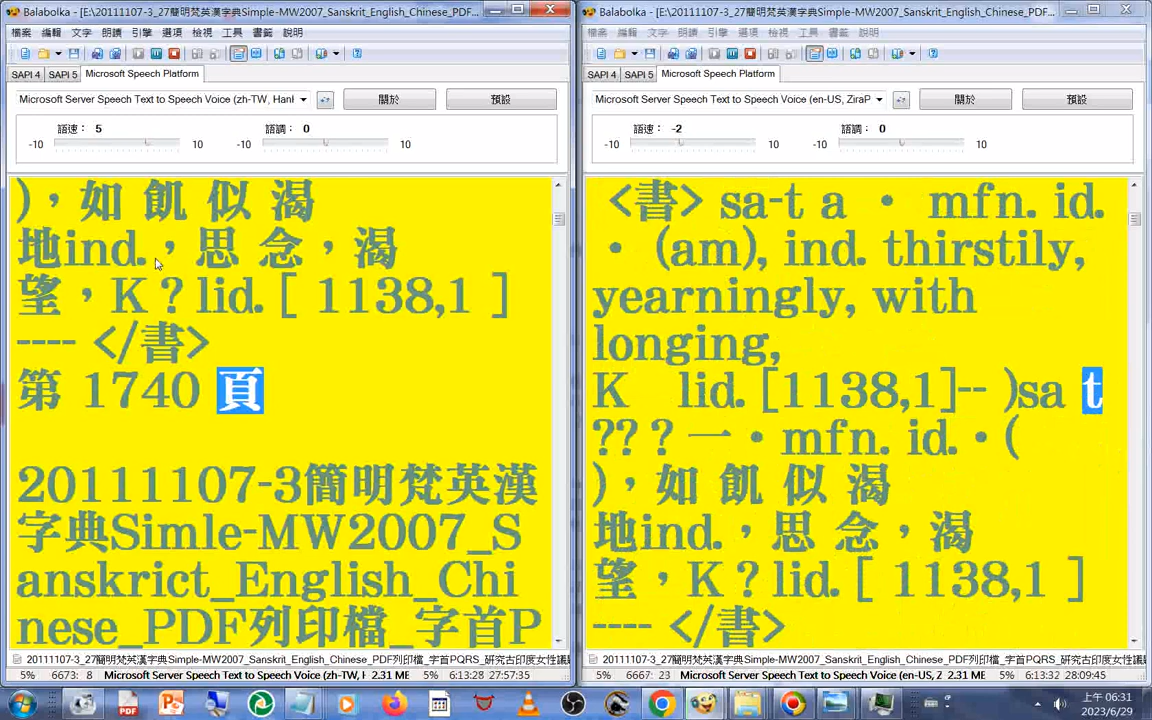 Balabolka - [E:\20111107-3_27簡明梵英漢字典Simple-MW2007_Sanskrit_English_Chinese_PDF...
檔案 編輯 文字 朗讀 引擎 選項 檢視 工具 書籤 說明
SAPI 4 SAPI 5 Microsoft Speech Platform
Microsoft Server Speech Text to Speech Voice (zh-TW, Hanl
關於 預設
語速： 5 語調： 0
-10 10 -10 10
)，如 飢 似 渴
地ind.，思 念，渴
望，K？lid.[ 1138,1 ]
---- </書>
第 1740 頁
20111107-3簡明梵英漢
字典Simle-MW2007_S
anskrict_English_Chi
nese_PDF列印檔_字首P
20111107-3_27簡明梵英漢字典Simple-MW2007_Sanskrit_English_Chinese_PDF列印檔_字首PQRS_研究古印度女性議
5% 6673: 8 Microsoft Server Speech Text to Speech Voice (zh-TW, H 2.31 ME 5% 6:13:28 27:57:35
Balabolka - [E:\20111107-3_27簡明梵英漢字典Simple-MW2007_Sanskrit_English_Chinese_PDF...
檔案 編輯 文字 朗讀 引擎 選項 檢視 工具 書籤 說明
SAPI 4 SAPI 5 Microsoft Speech Platform
Microsoft Server Speech Text to Speech Voice (en-US, ZiraP
關於 預設
語速： -2 語調： 0
-10 10 -10 10
<書> sa-t a • mfn. id.
• (am), ind. thirstily,
yearningly, with
longing,
K lid. [1138,1]-- )sa t
?? ? 一•mfn. id.•(
)，如 飢 似 渴
地ind.，思 念，渴
望，K？lid.[ 1138,1 ]
---- </書>
20111107-3_27簡明梵英漢字典Simple-MW2007_Sanskrit_English_Chinese_PDF列印檔_字首PQRS_研究古印度女性議
5% 6667: 23 Microsoft Server Speech Text to Speech Voice (en-US, Z 2.31 ME 5% 6:13:32 28:09:45
上午 06:31
2023/6/29